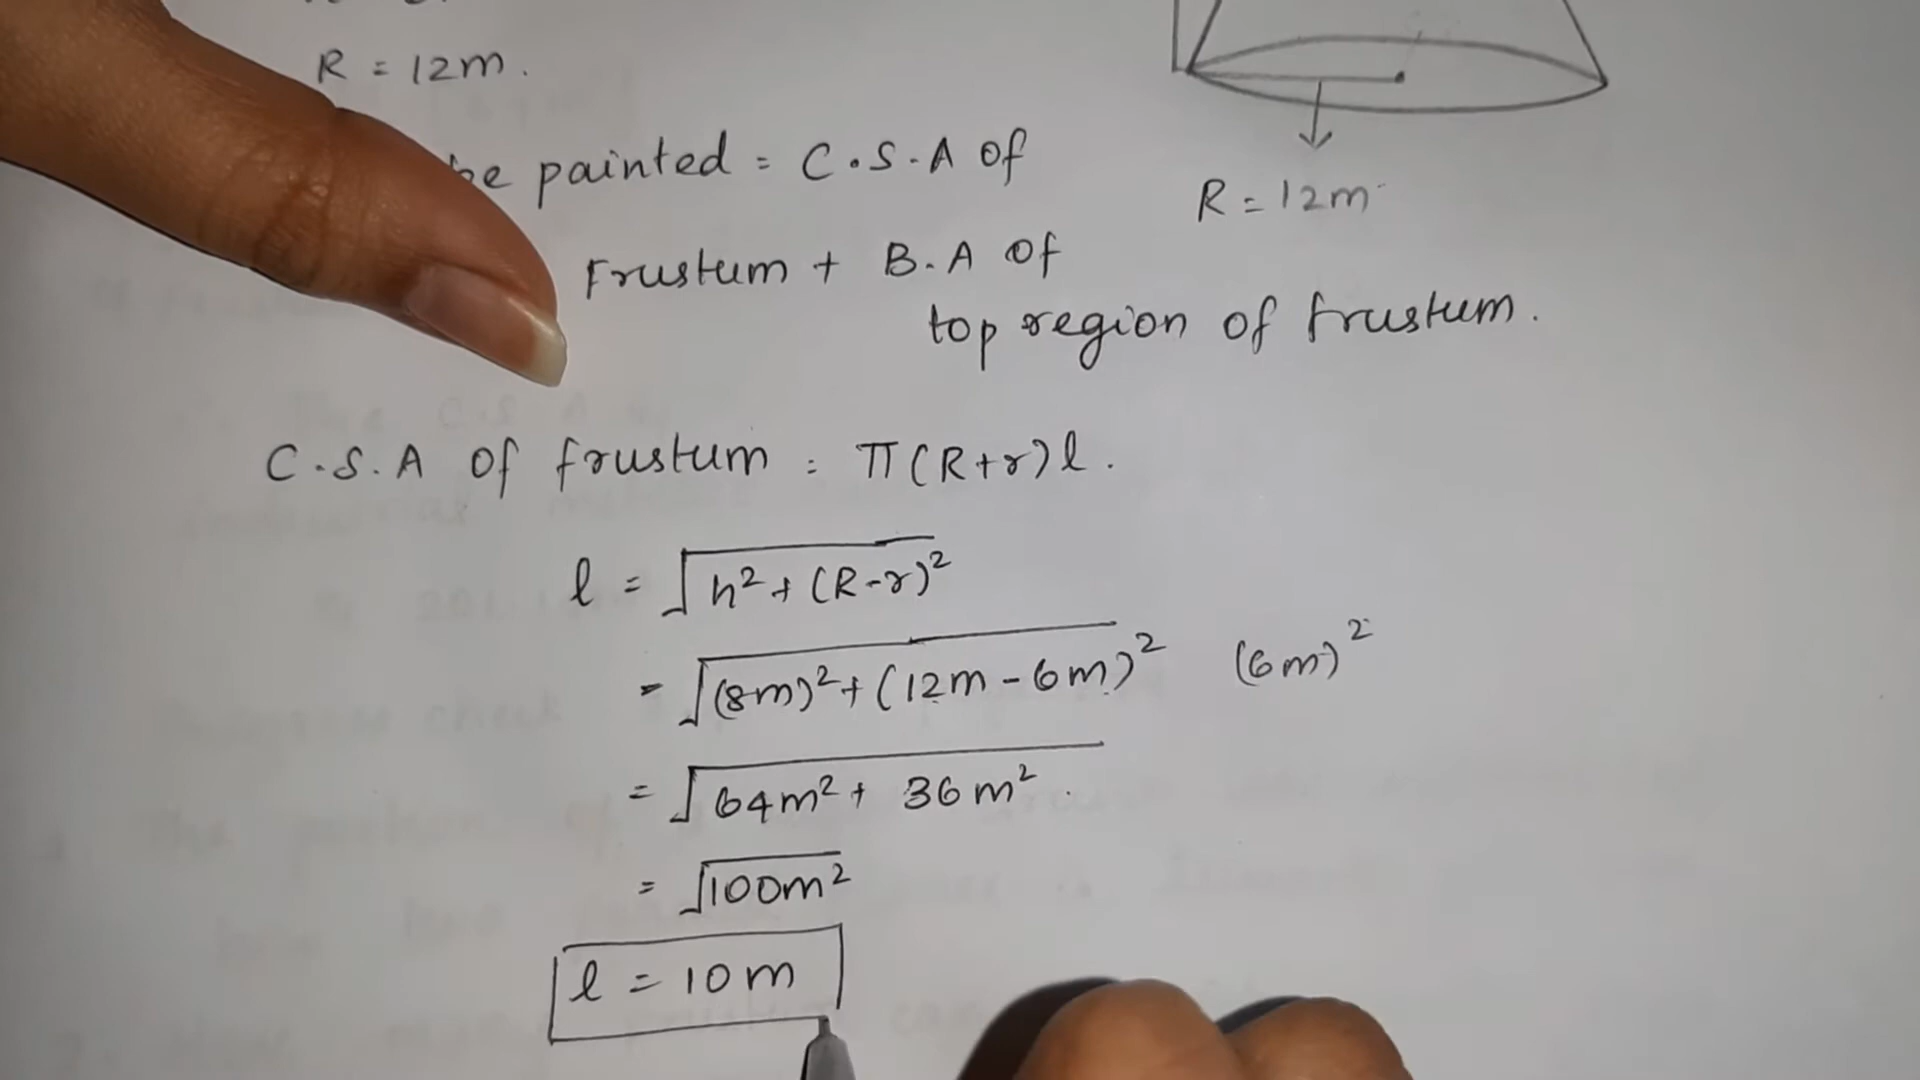 R = 12m.
be painted = C.S.A of
Frustum + B.A of
top region of frustum.
R = 12m
C.S.A of frustum = π(R+r)l.
l = √h²+(R-r)²
= √(8m)²+(12m-6m)² (6m)²
= √64m²+ 36m².
= √100m²
l = 10m